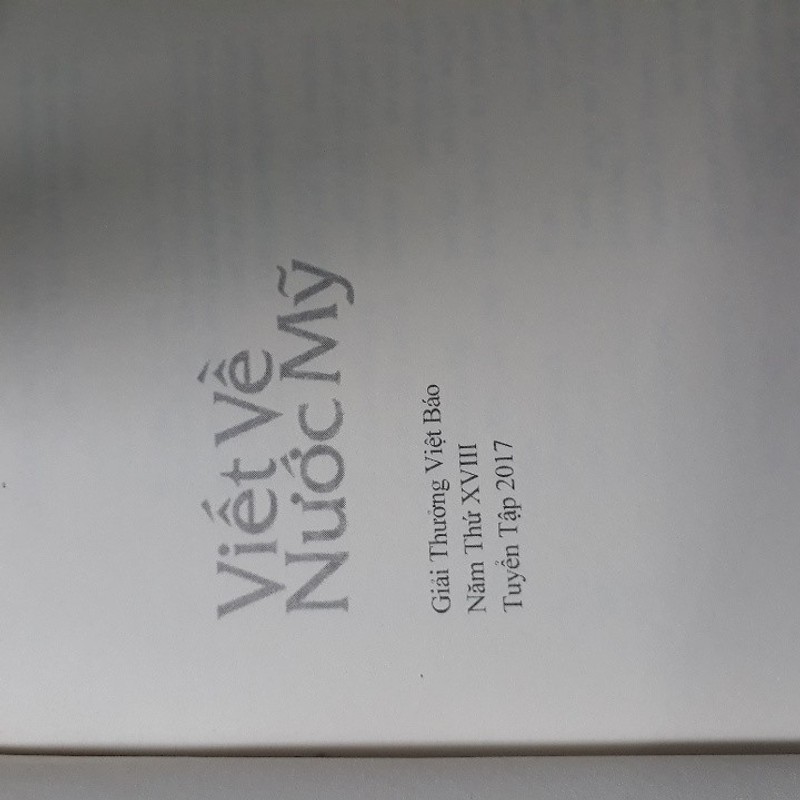 Viết Về
Nước Mỹ
Giải Thưởng Việt Báo
Năm Thứ XVIII
Tuyển Tập 2017